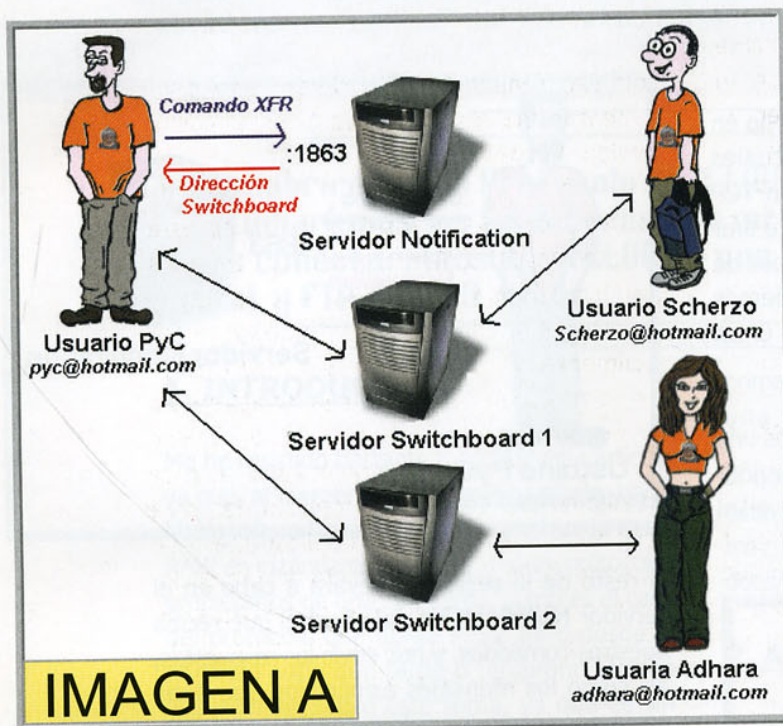 Comando XFR
:1863
Dirección
Switchboard
Servidor Notification
Usuario PyC
pyc@hotmail.com
Usuario Scherzo
Scherzo@hotmail.com
Servidor Switchboard 1
Servidor Switchboard 2
Usuaria Adhara
adhara@hotmail.com
IMAGEN A